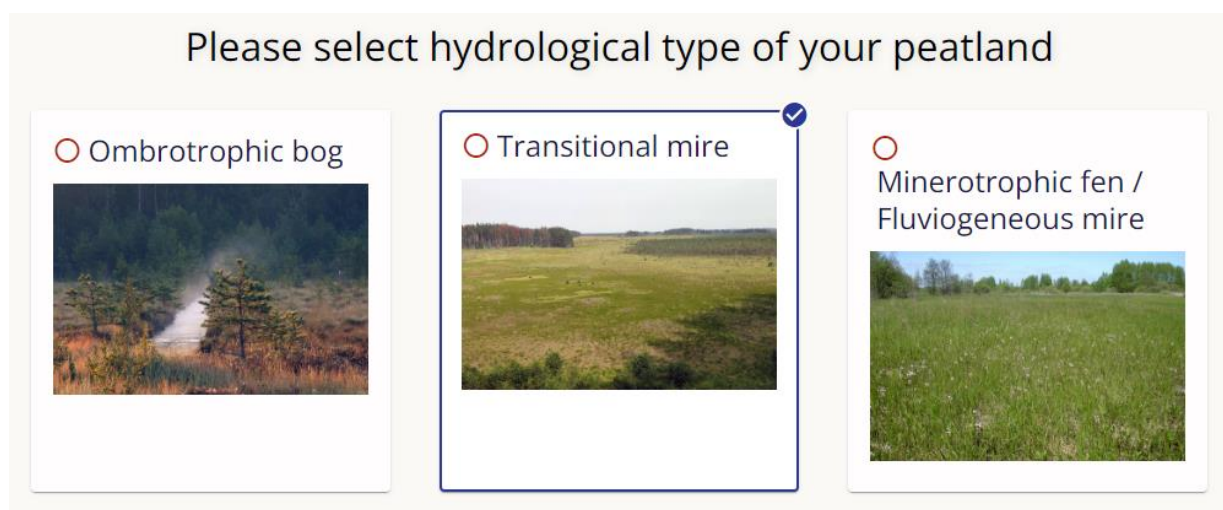 Please select hydrological type of your peatland
Ombrotrophic bog
Transitional mire
Minerotrophic fen /
Fluviogeneous mire